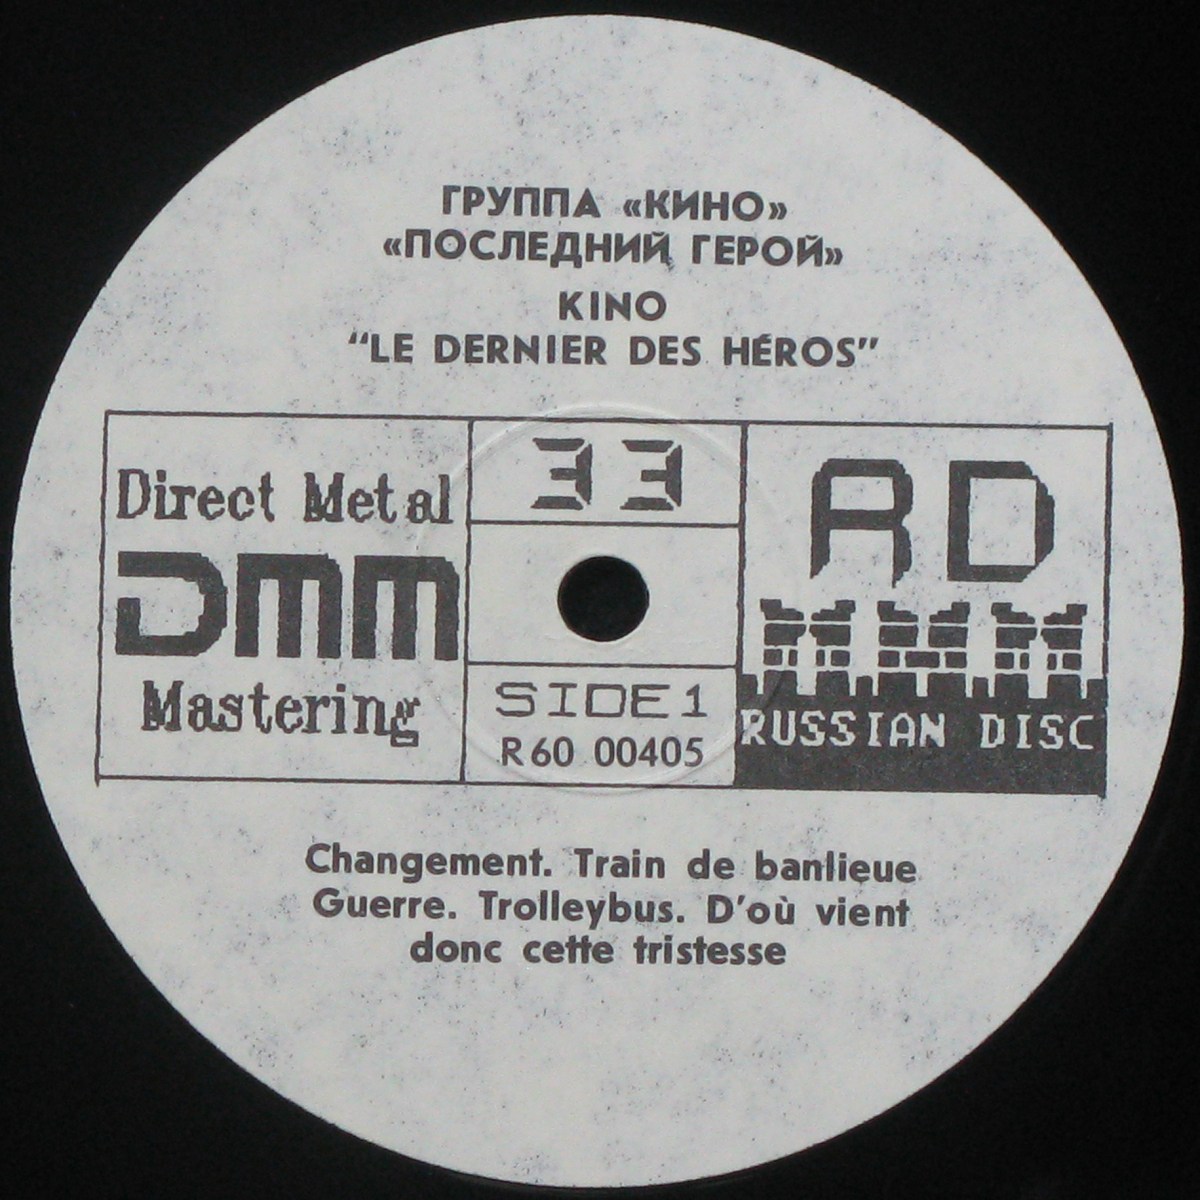 ГРУППА «КИНО»
«ПОСЛЕДНИЙ ГЕРОЙ»
KINO
“LE DERNIER DES HÉROS”
Direct Metal
DMM
Mastering
33
SIDE 1
R60 00405
RD
RUSSIAN DISC
Changement. Train de banlieue
Guerre. Trolleybus. D'où vient
donc cette tristesse